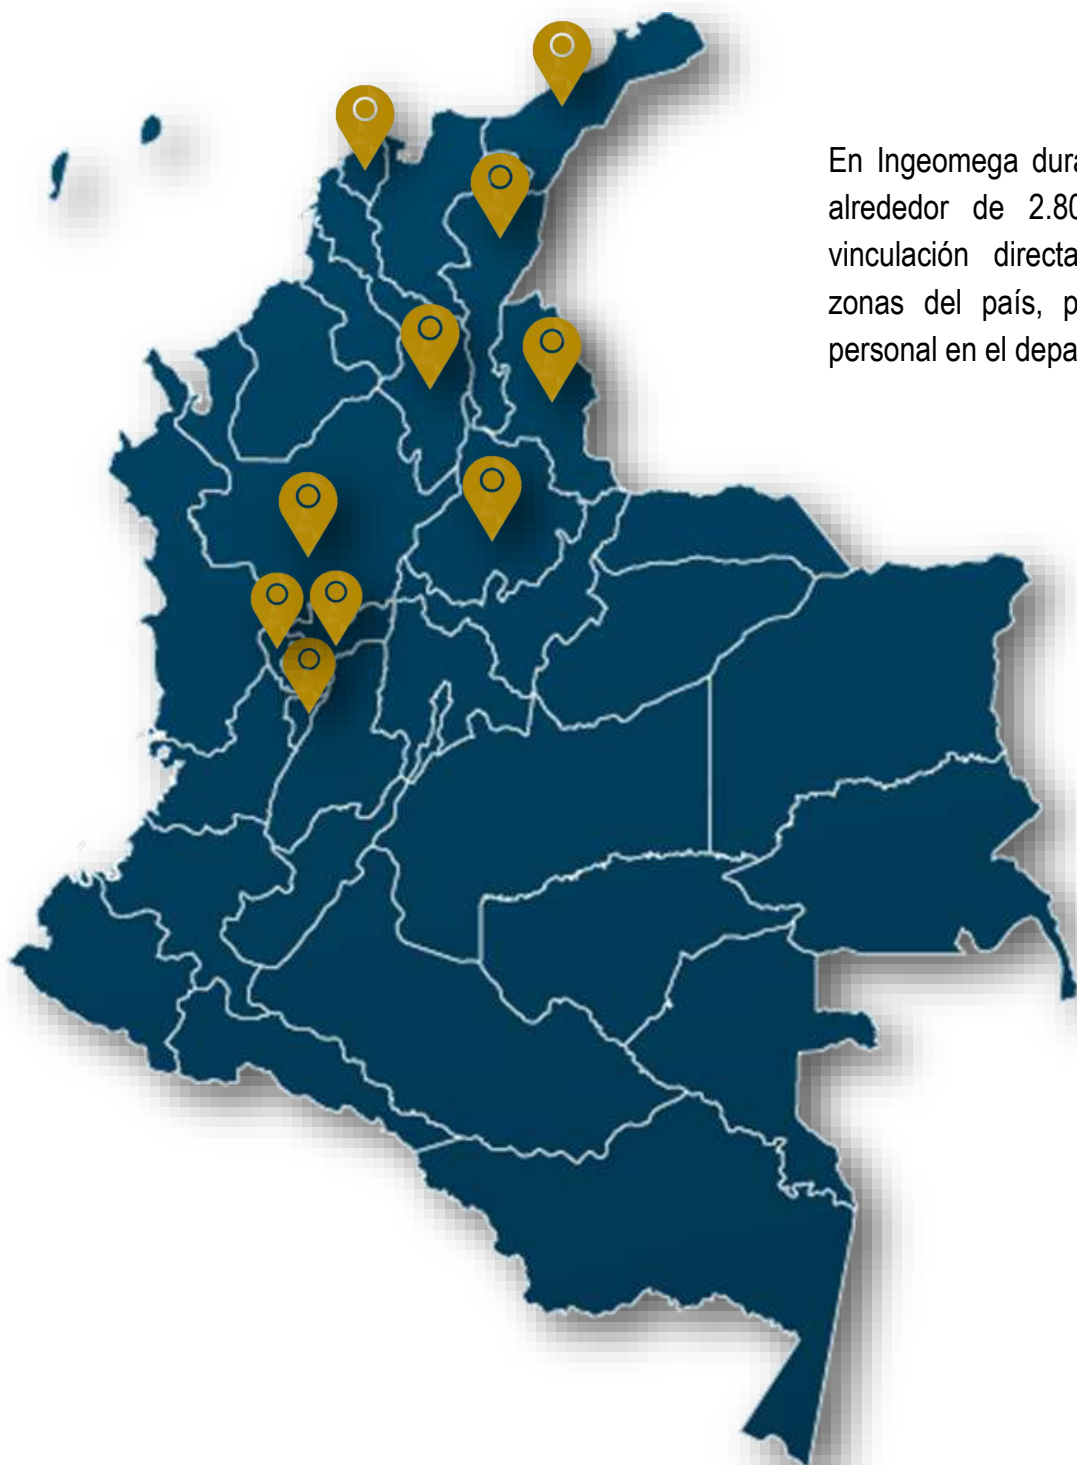 En Ingeomega dura
alrededor de 2.80
vinculación directa
zonas del país, p
personal en el depa